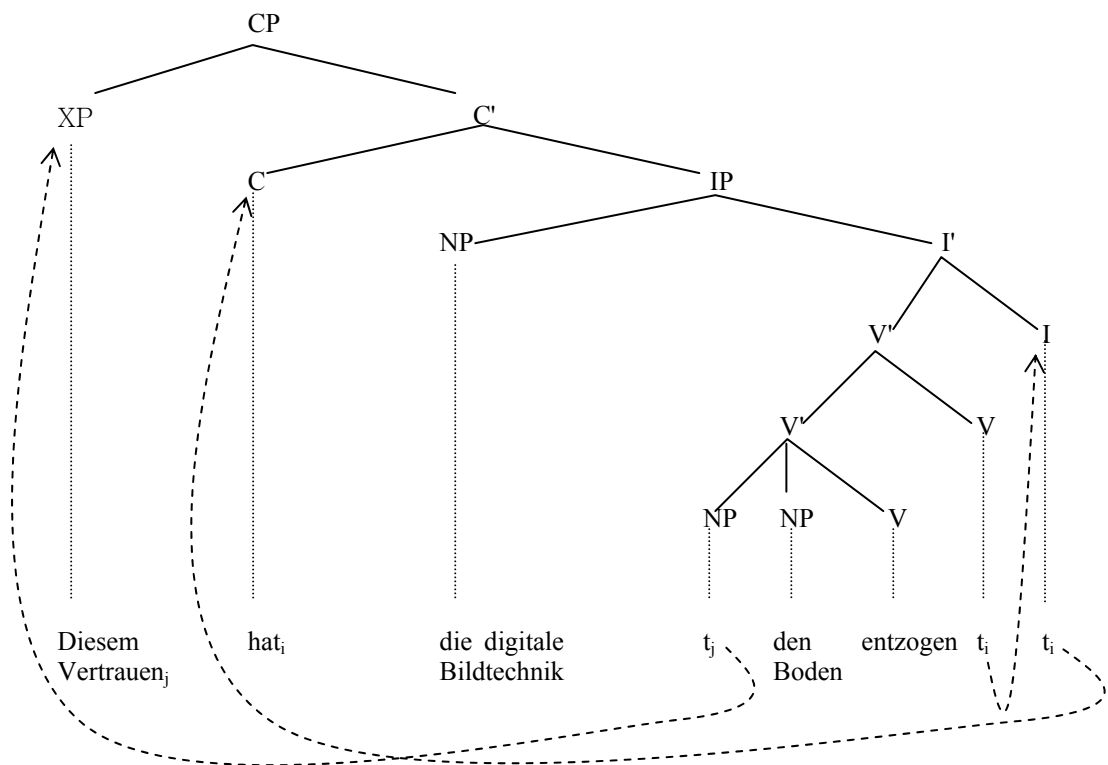 CP
XP C'
C IP
NP I'
V' I
V' V
NP NP V
Diesem hati die digitale tj den entzogen ti ti
Vertrauenj Bildtechnik Boden